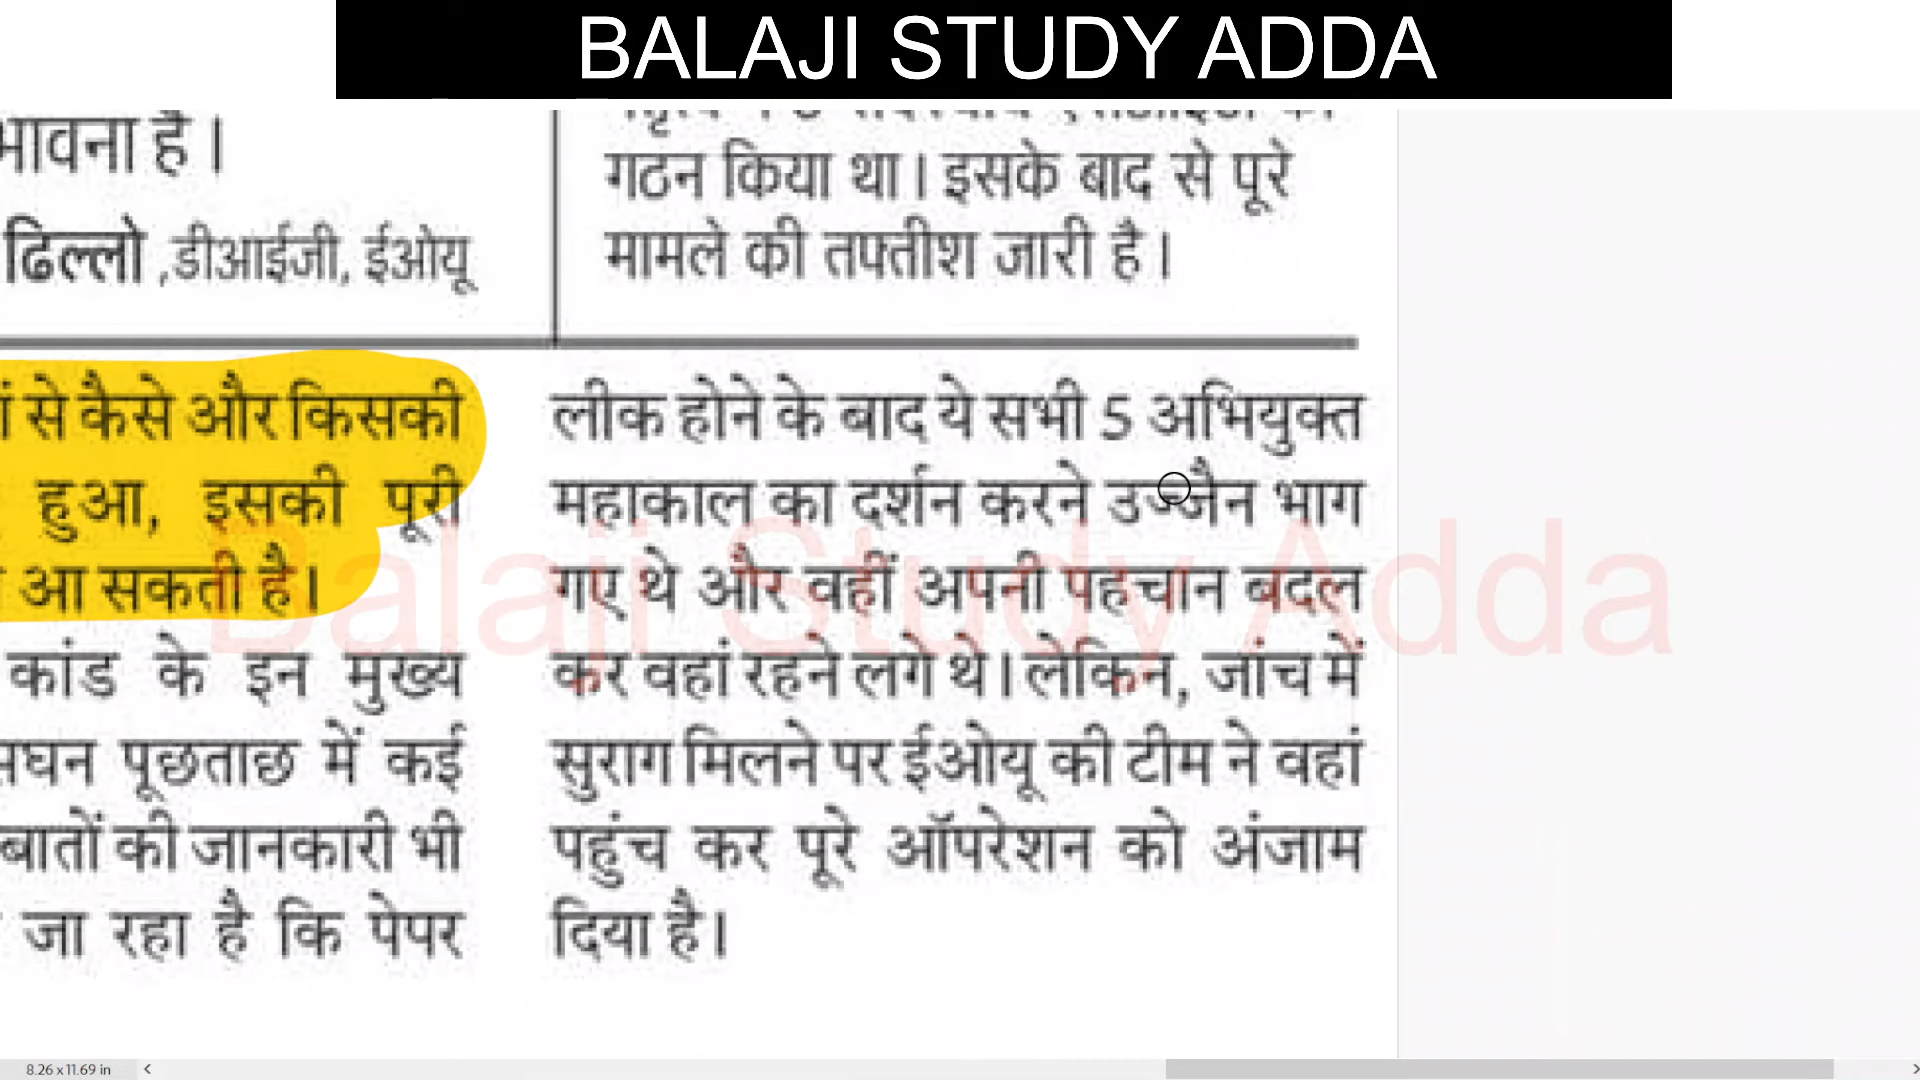 BALAJI STUDY ADDA
भावना है।
ढिल्लो ,डीआईजी, ईओयू
गठन किया था। इसके बाद से पूरे
मामले की तफ्तीश जारी है।
से कैसे और किसकी
हुआ, इसकी पूरी
आ सकती है।
कांड के इन मुख्य
सघन पूछताछ में कई
बातों की जानकारी भी
जा रहा है कि पेपर
लीक होने के बाद ये सभी 5 अभियुक्त
महाकाल का दर्शन करने उज्जैन भाग
गए थे और वहीं अपनी पहचान बदल
कर वहां रहने लगे थे। लेकिन, जांच में
सुराग मिलने पर ईओयू की टीम ने वहां
पहुंच कर पूरे ऑपरेशन को अंजाम
दिया है।
Balaji Study Adda
8.26 x 11.69 in